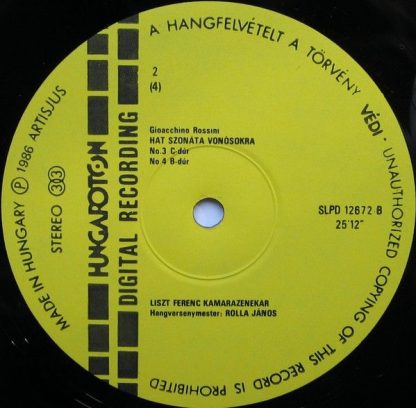 A HANGFELVÉTELT A TÖRVÉNY VÉDI · UNAUTHORIZED COPYING OF THIS RECORD IS PROHIBITED
MADE IN HUNGARY Ⓟ 1986 ARTISJUS
STEREO 33
HUNGAROTON
DIGITAL RECORDING
2
(4)
Gioacchino Rossini
HAT SZONÁTA VONÓSOKRA
No.3 C-dúr
No 4 B-dúr
SLPD 12672 B
25'12"
LISZT FERENC KAMARAZENEKAR
Hangversenymester: ROLLA JÁNOS